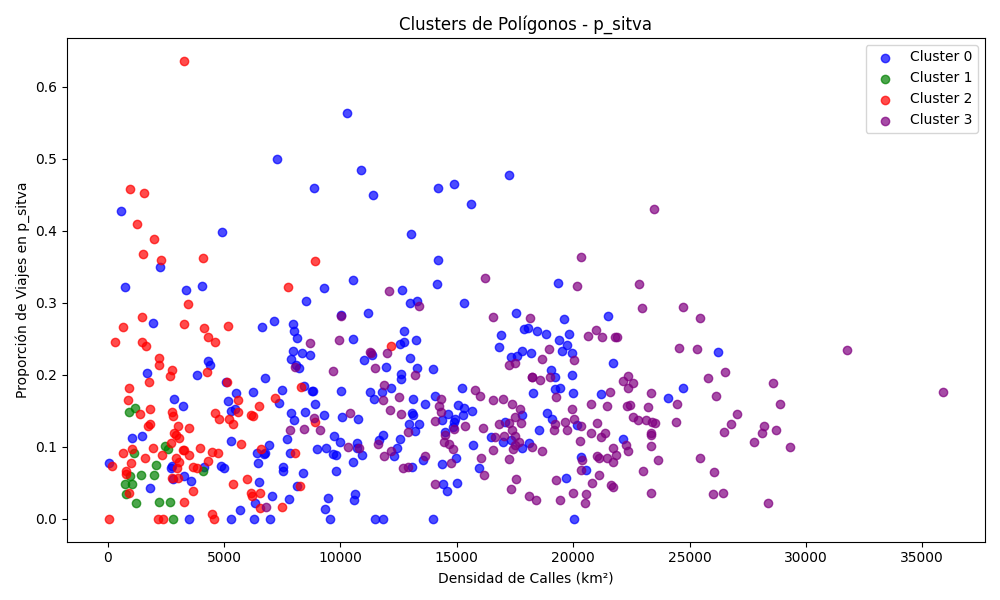 Clusters de Polígonos - p_sitva
Cluster 0
Cluster 1
Cluster 2
Cluster 3
Proporción de Viajes en p_sitva
0.6
0.5
0.4
0.3
0.2
0.1
0.0
0
5000
10000
15000
20000
25000
30000
35000
Densidad de Calles (km²)